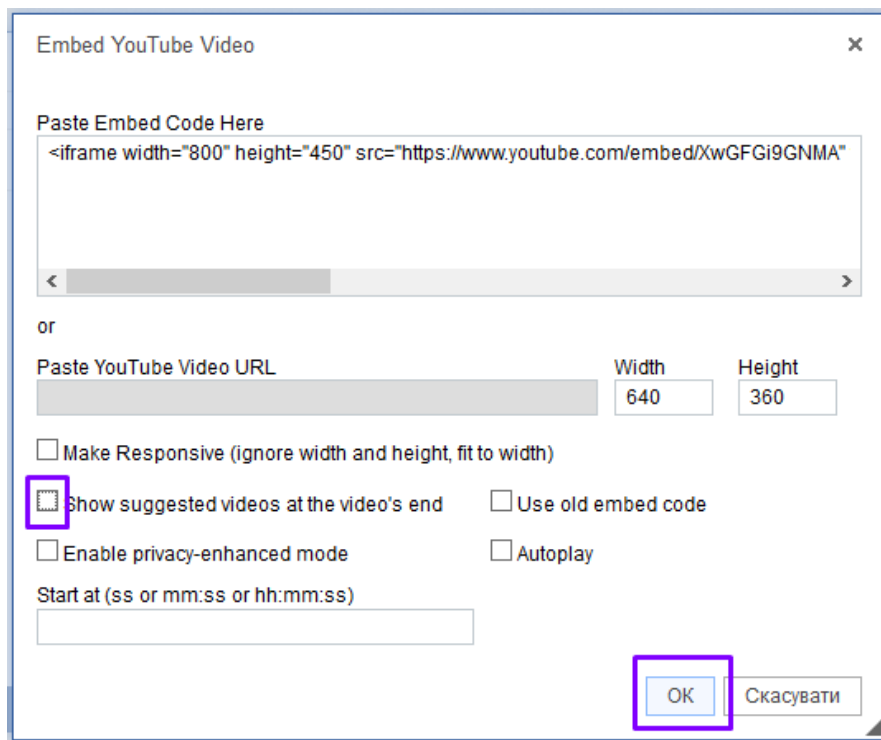 Embed YouTube Video
Paste Embed Code Here
<iframe width="800" height="450" src="https://www.youtube.com/embed/XwGFGi9GNMA"
or
Paste YouTube Video URL Width Height
640 360
Make Responsive (ignore width and height, fit to width)
Show suggested videos at the video's end Use old embed code
Enable privacy-enhanced mode Autoplay
Start at (ss or mm:ss or hh:mm:ss)
ОК Скасувати